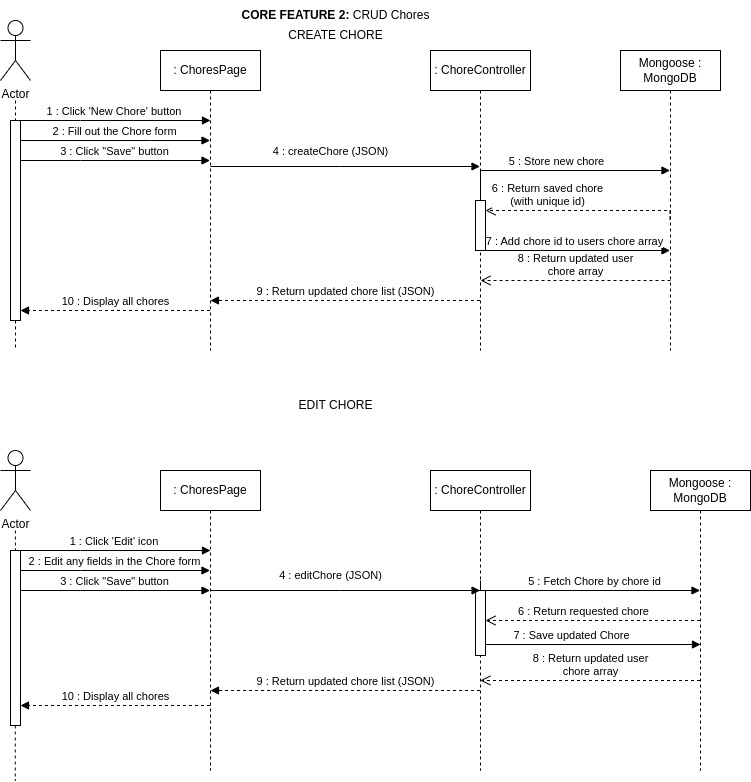 CORE FEATURE 2: CRUD Chores
CREATE CHORE
: ChoresPage
: ChoreController
Mongoose :
MongoDB
Actor
1 : Click 'New Chore' button
2 : Fill out the Chore form
3 : Click "Save" button
4 : createChore (JSON)
5 : Store new chore
6 : Return saved chore
(with unique id)
7 : Add chore id to users chore array
8 : Return updated user
chore array
9 : Return updated chore list (JSON)
10 : Display all chores
EDIT CHORE
: ChoresPage
: ChoreController
Mongoose :
MongoDB
Actor
1 : Click 'Edit' icon
2 : Edit any fields in the Chore form
3 : Click "Save" button
4 : editChore (JSON)
5 : Fetch Chore by chore id
6 : Return requested chore
7 : Save updated Chore
8 : Return updated user
chore array
9 : Return updated chore list (JSON)
10 : Display all chores